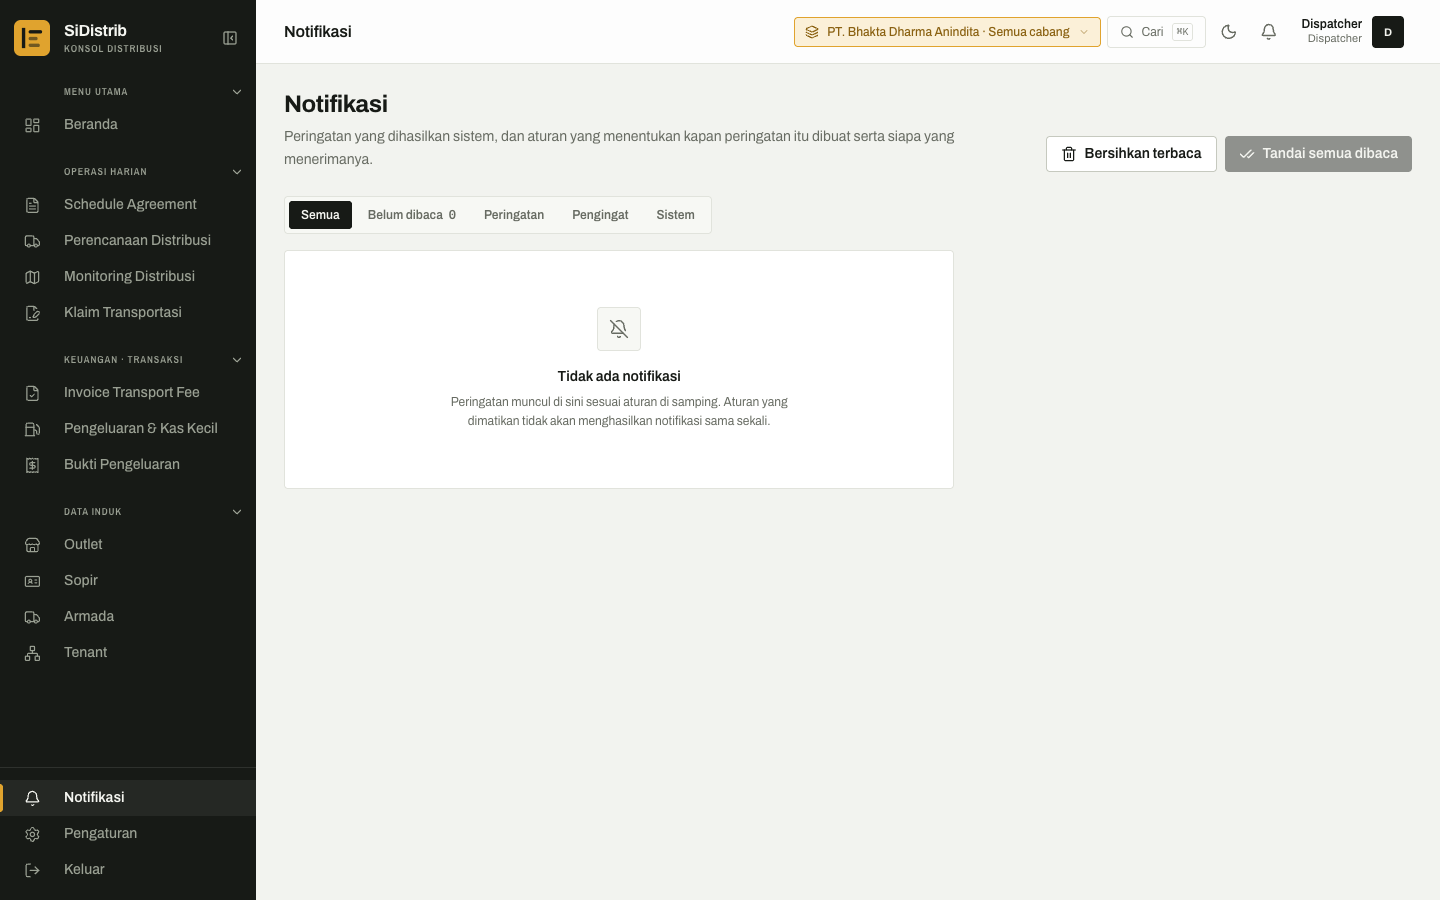 SiDistrib
KONSOL DISTRIBUSI
MENU UTAMA
Beranda
OPERASI HARIAN
Schedule Agreement
Perencanaan Distribusi
Monitoring Distribusi
Klaim Transportasi
KEUANGAN · TRANSAKSI
Invoice Transport Fee
Pengeluaran & Kas Kecil
Bukti Pengeluaran
DATA INDUK
Outlet
Sopir
Armada
Tenant
Notifikasi
Pengaturan
Keluar
Notifikasi
PT. Bhakta Dharma Anindita · Semua cabang
Cari ⌘K
Dispatcher
Dispatcher
D
Notifikasi
Peringatan yang dihasilkan sistem, dan aturan yang menentukan kapan peringatan itu dibuat serta siapa yang
menerimanya.
Bersihkan terbaca
Tandai semua dibaca
Semua
Belum dibaca 0
Peringatan
Pengingat
Sistem
Tidak ada notifikasi
Peringatan muncul di sini sesuai aturan di samping. Aturan yang
dimatikan tidak akan menghasilkan notifikasi sama sekali.